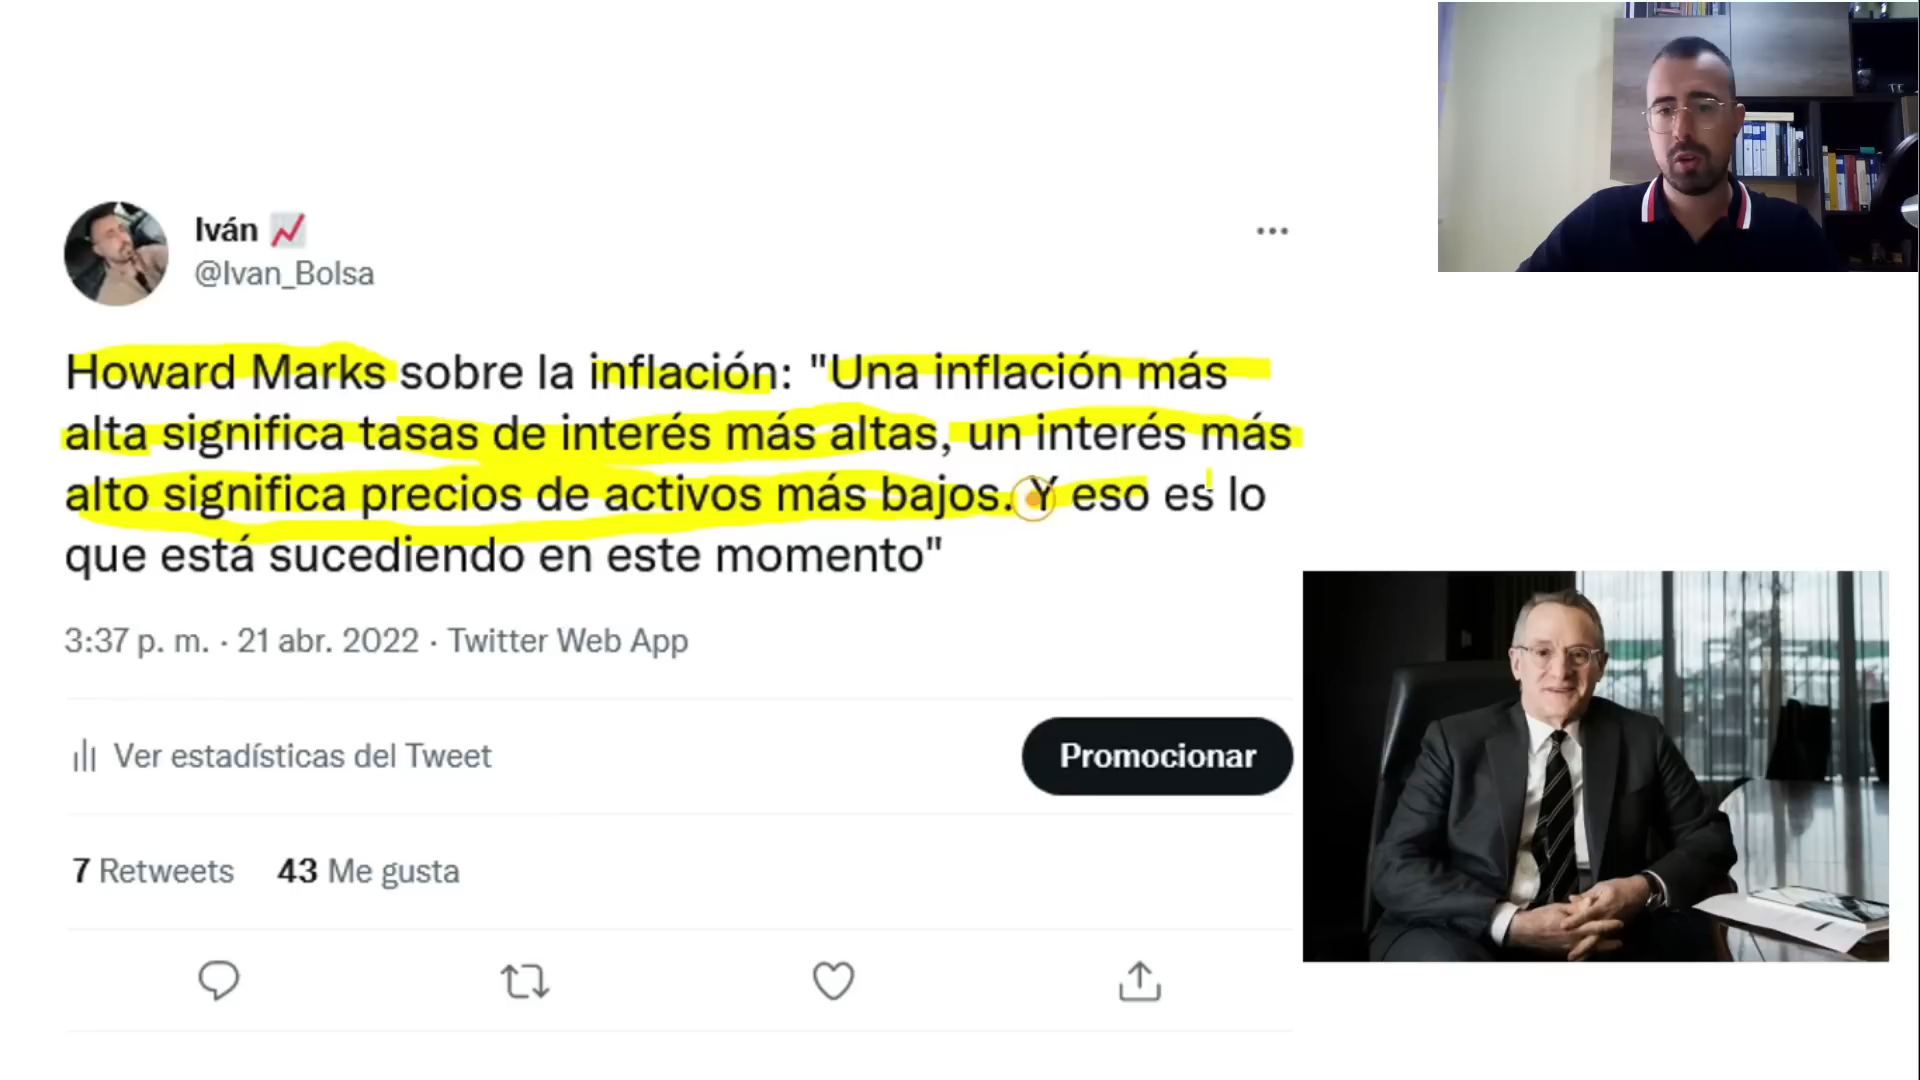 Iván 📈
@Ivan_Bolsa
Howard Marks sobre la inflación: "Una inflación más
alta significa tasas de interés más altas, un interés más
alto significa precios de activos más bajos. Y eso es lo
que está sucediendo en este momento"
3:37 p. m. · 21 abr. 2022 · Twitter Web App
Ver estadísticas del Tweet
Promocionar
7 Retweets 43 Me gusta